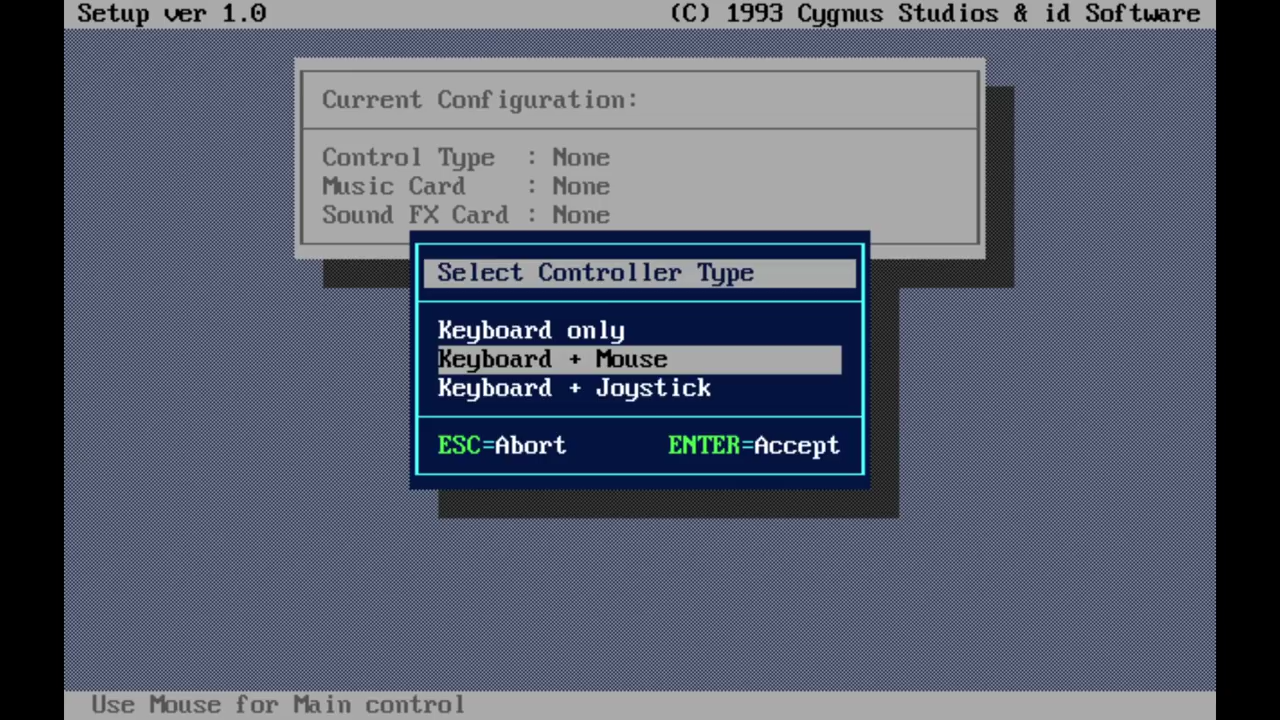 Setup ver 1.0 (C) 1993 Cygnus Studios & id Software
Current Configuration:
Control Type : None
Music Card : None
Sound FX Card : None
Select Controller Type
Keyboard only
Keyboard + Mouse
Keyboard + Joystick
ESC=Abort ENTER=Accept
Use Mouse for Main control